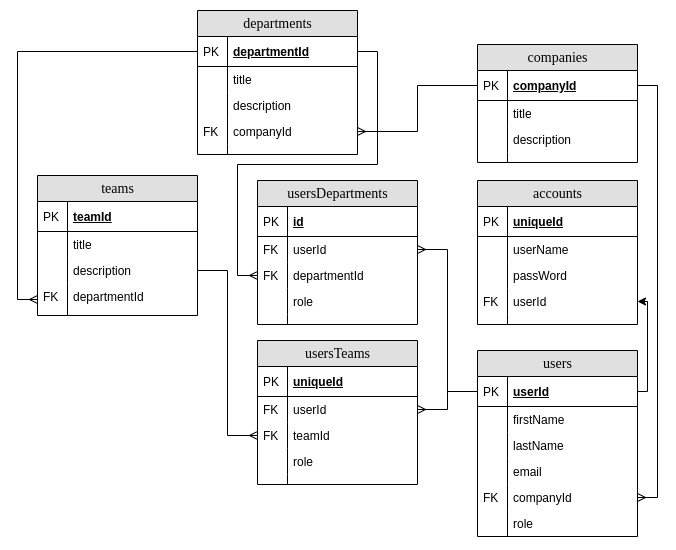 departments
PK departmentId
title
description
FK companyId
companies
PK companyId
title
description
teams
PK teamId
title
description
FK departmentId
usersDepartments
PK id
FK userId
FK departmentId
role
accounts
PK uniqueId
userName
passWord
FK userId
usersTeams
PK uniqueId
FK userId
FK teamId
role
users
PK userId
firstName
lastName
email
FK companyId
role